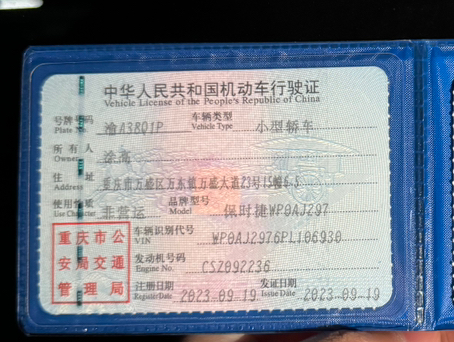 中华人民共和国机动车行驶证
Vehicle License of the People's Republic of China
号牌号码 渝A38Q1P 车辆类型 小型轿车
Plate No. Vehicle Type
所有人 涂高
Owner
住址 重庆市万盛区万东镇万盛大道23号15幢6-5
Address
使用性质 非营运 品牌型号 保时捷WP0AJ297
Use Character Model
车辆识别代号 WP0AJ2976PL106930
VIN
发动机号码 CSZ092236
Engine No.
注册日期 2023-09-19 发证日期 2023-09-19
Register Date Issue Date
重庆市公
安局交通
管理局